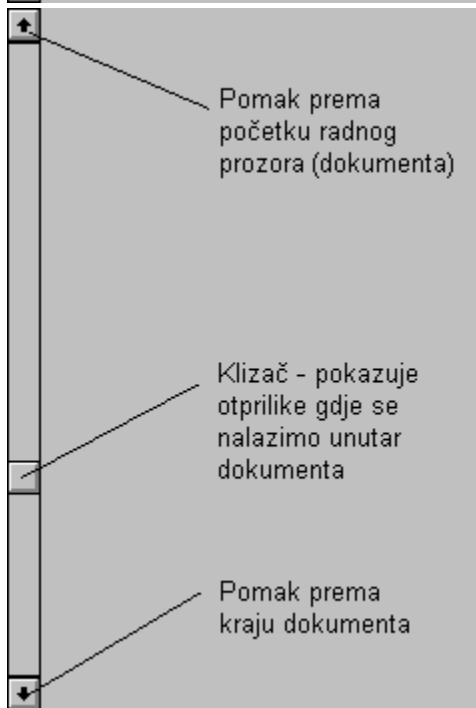 Pomak prema
početku radnog
prozora (dokumenta)
Klizač - pokazuje
otprilike gdje se
nalazimo unutar
dokumenta
Pomak prema
kraju dokumenta